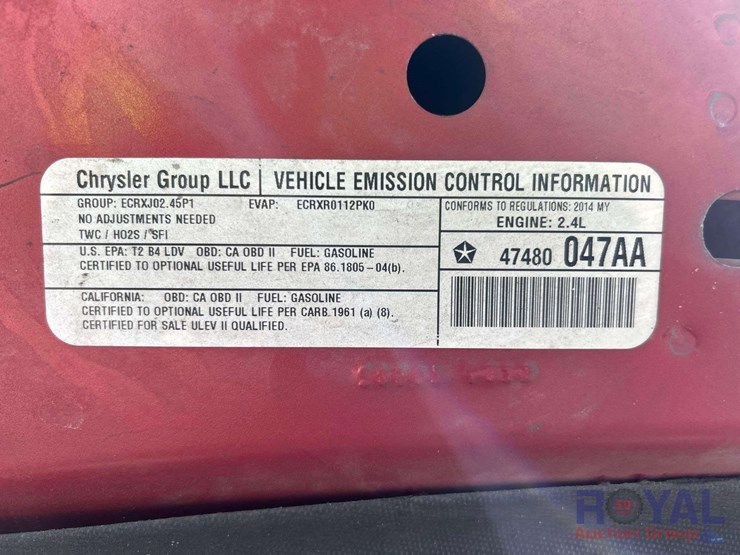 Chrysler Group LLC | VEHICLE EMISSION CONTROL INFORMATION
GROUP: ECRXJ02.45P1 EVAP: ECRXR0112PK0
NO ADJUSTMENTS NEEDED
TWC / HO2S / SFI
U.S. EPA: T2 B4 LDV OBD: CA OBD II FUEL: GASOLINE
CERTIFIED TO OPTIONAL USEFUL LIFE PER EPA 86.1805-04(b).
CALIFORNIA: OBD: CA OBD II FUEL: GASOLINE
CERTIFIED TO OPTIONAL USEFUL LIFE PER CARB.1961 (a) (8).
CERTIFIED FOR SALE ULEV II QUALIFIED.
CONFORMS TO REGULATIONS: 2014 MY
ENGINE: 2.4L
47480 047AA
ROYAL
Auction Group